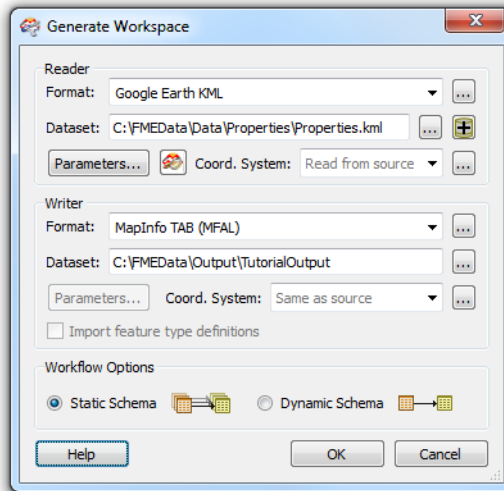 Generate Workspace
Reader
Format: Google Earth KML ...
Dataset: C:\FMEData\Data\Properties\Properties.kml ...
Parameters... Coord. System: Read from source ...
Writer
Format: MapInfo TAB (MFAL) ...
Dataset: C:\FMEData\Output\TutorialOutput ...
Parameters... Coord. System: Same as source ...
Import feature type definitions
Workflow Options
Static Schema Dynamic Schema
Help OK Cancel